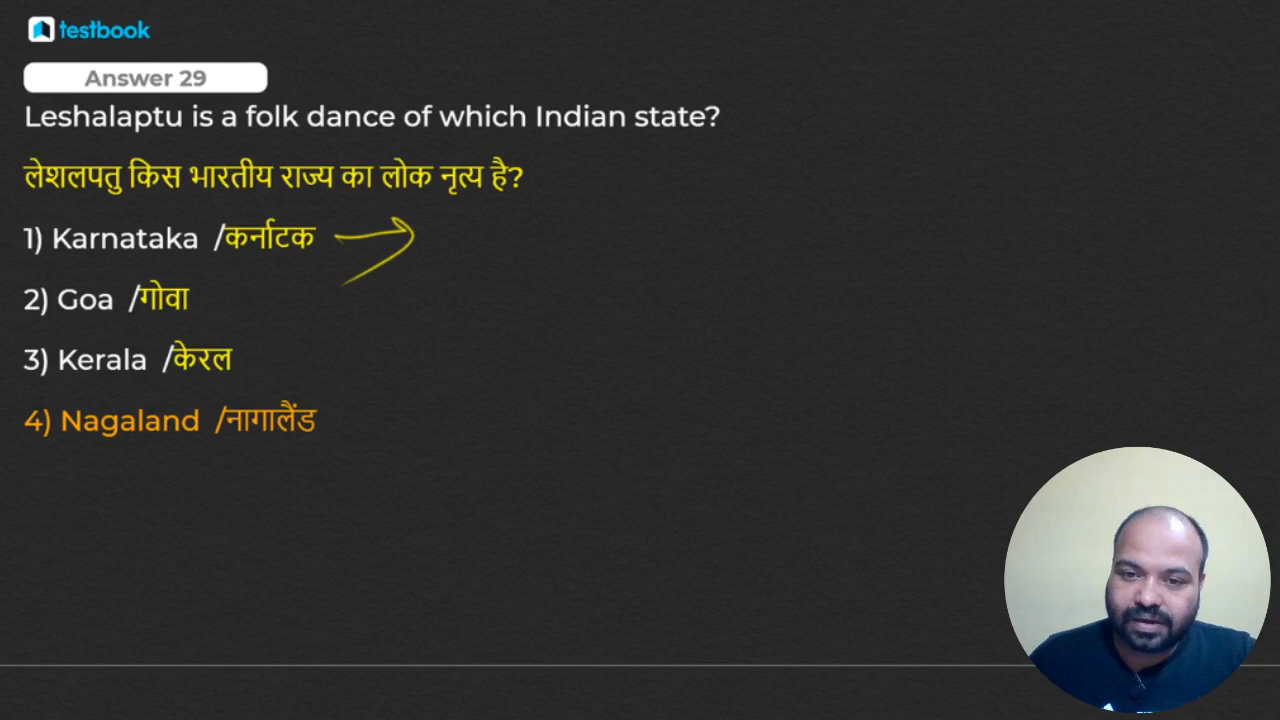 testbook
Answer 29
Leshalaptu is a folk dance of which Indian state?
लेशलपतु किस भारतीय राज्य का लोक नृत्य है?
1) Karnataka /कर्नाटक
2) Goa /गोवा
3) Kerala /केरल
4) Nagaland /नागालैंड